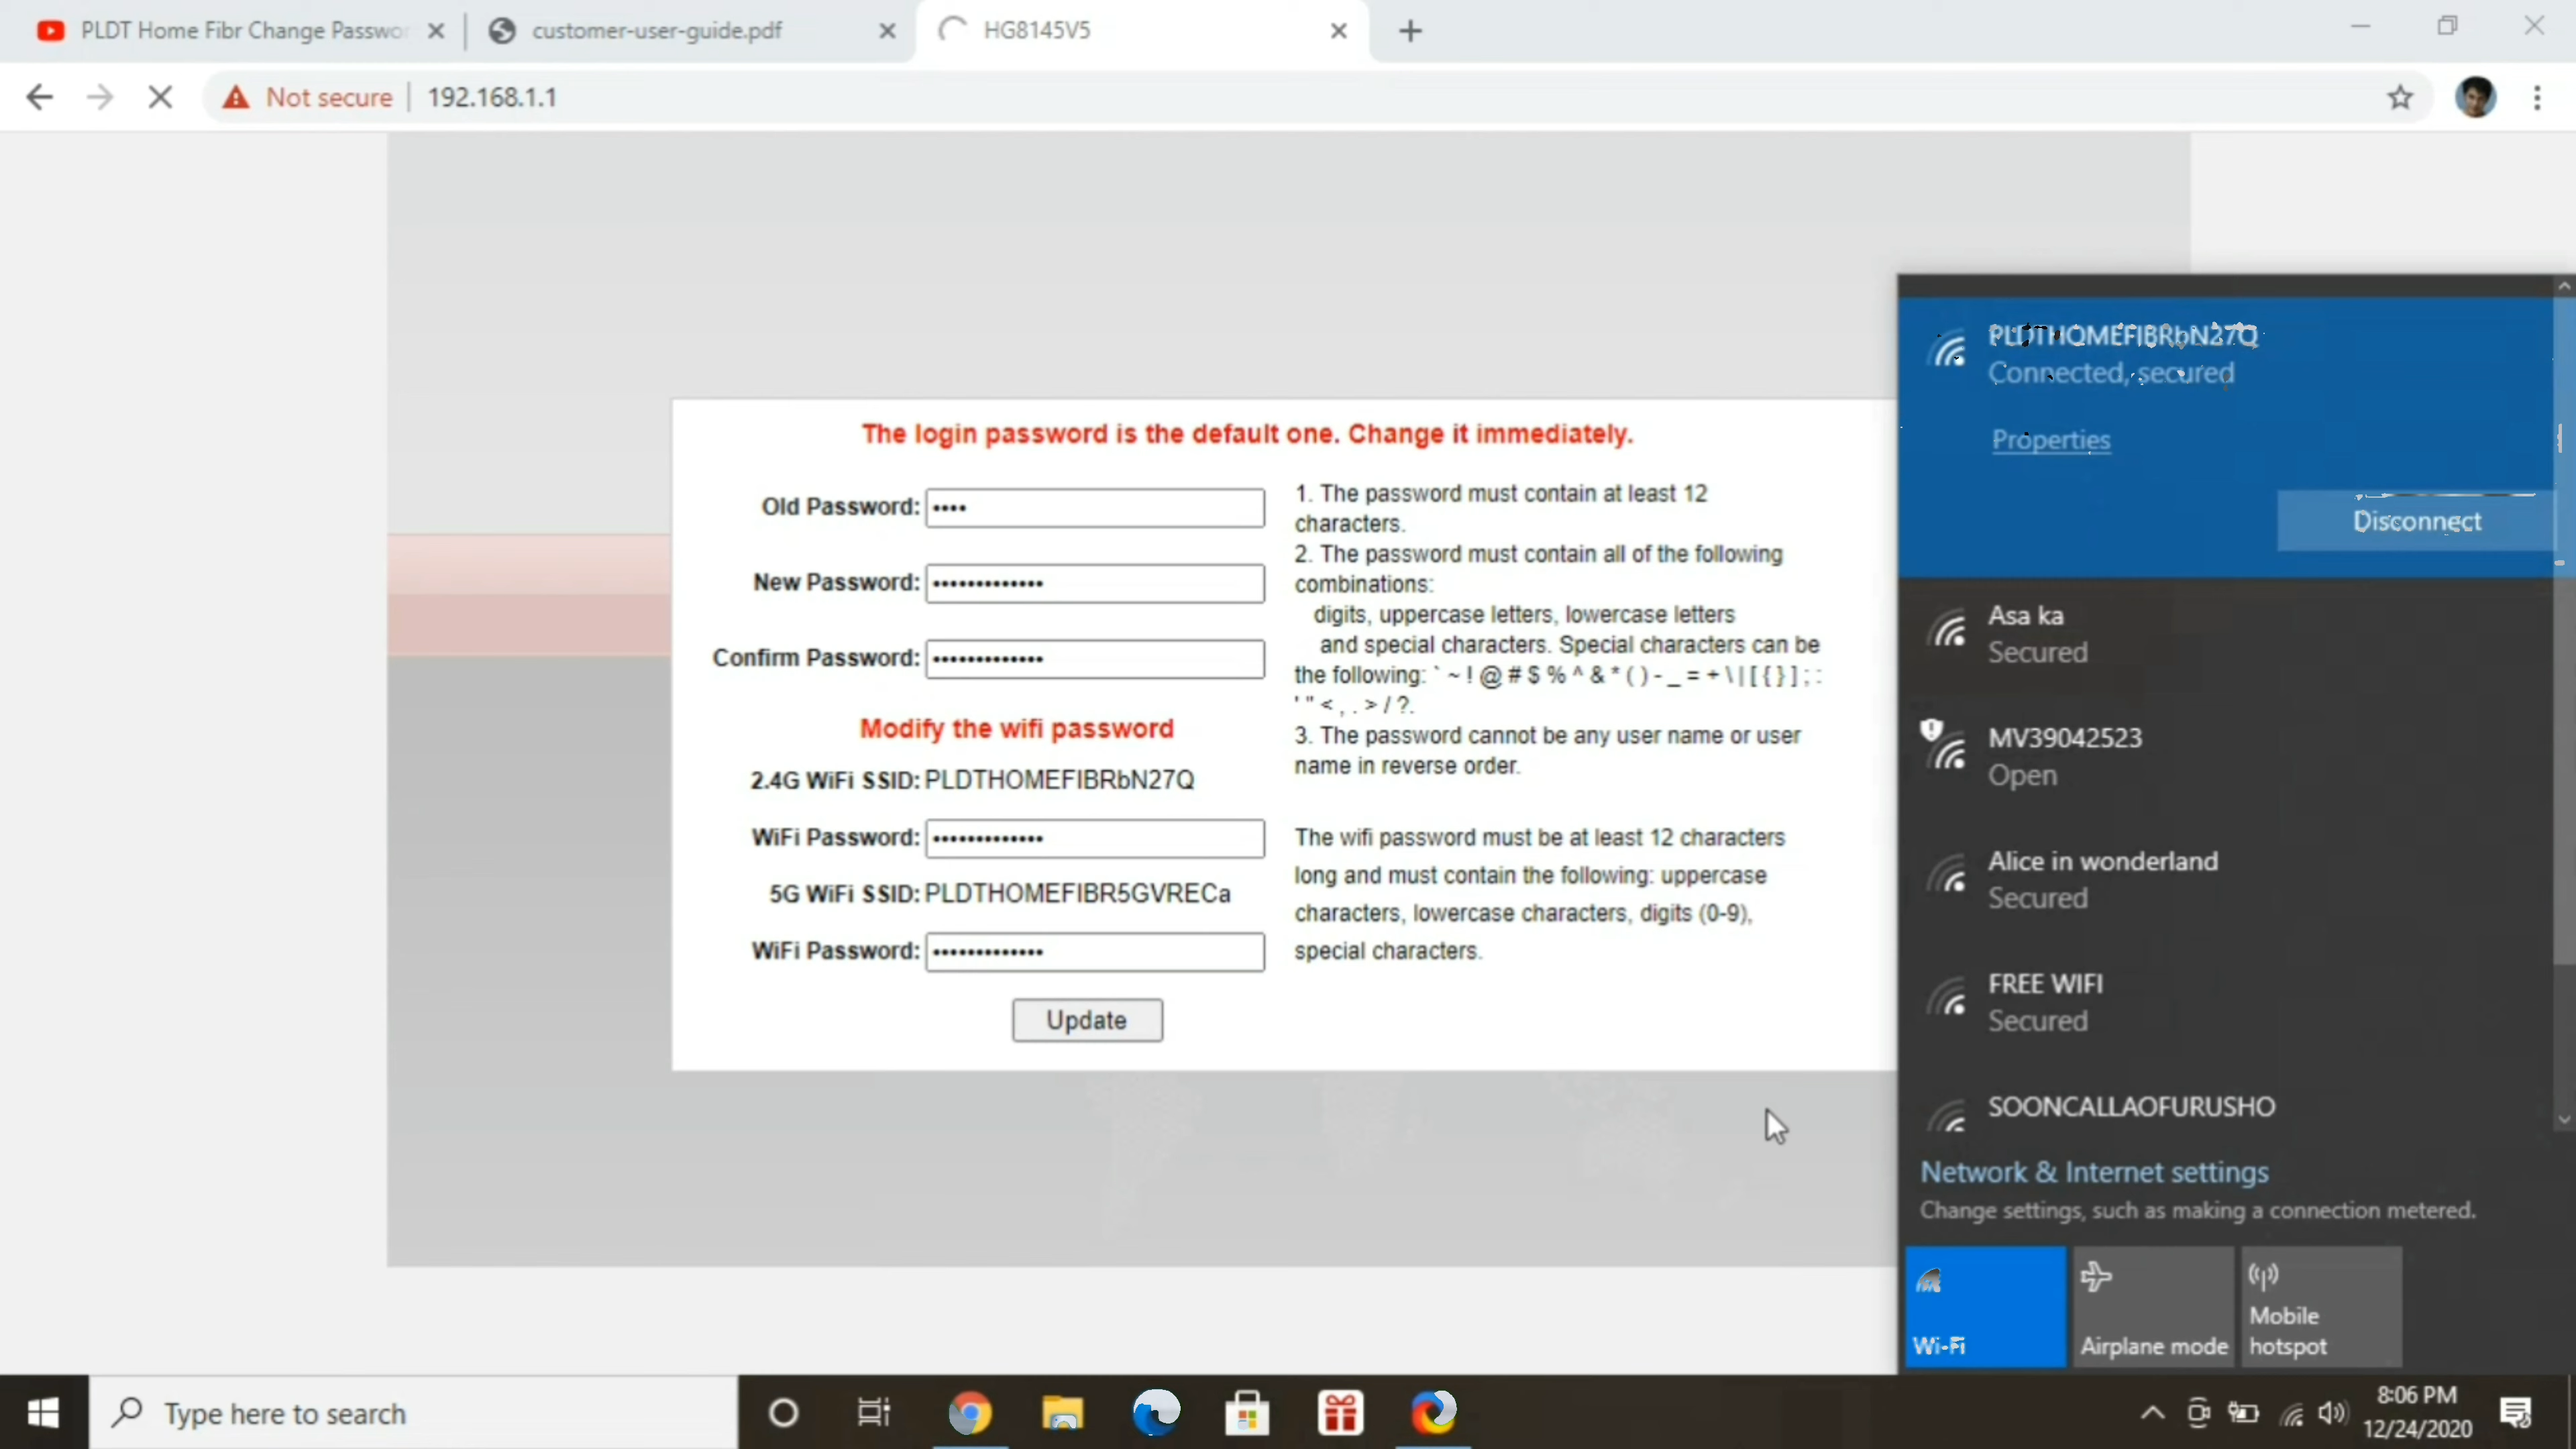 PLDT Home Fibr Change Passwor
customer-user-guide.pdf
HG8145V5
Not secure
192.168.1.1
The login password is the default one. Change it immediately.
Old Password: ••••
New Password: •••••••••••••
Confirm Password: •••••••••••••
1. The password must contain at least 12
characters.
2. The password must contain all of the following
combinations:
digits, uppercase letters, lowercase letters
and special characters. Special characters can be
the following: ` ~ ! @ # $ % ^ & * ( ) - _ = + \ | [ { } ] ; :
' " < , . > / ?.
3. The password cannot be any user name or user
name in reverse order.
Modify the wifi password
2.4G WiFi SSID: PLDTHOMEFIBRbN27Q
WiFi Password: •••••••••••••
5G WiFi SSID: PLDTHOMEFIBR5GVRECa
WiFi Password: •••••••••••••
The wifi password must be at least 12 characters
long and must contain the following: uppercase
characters, lowercase characters, digits (0-9),
special characters.
Update
PLDTHOMEFIBRbN27Q
Connected, secured
Properties
Disconnect
Asa ka
Secured
MV39042523
Open
Alice in wonderland
Secured
FREE WIFI
Secured
SOONCALLAOFURUSHO
Network & Internet settings
Change settings, such as making a connection metered.
Wi-Fi
Airplane mode
Mobile
hotspot
Type here to search
8:06 PM
12/24/2020